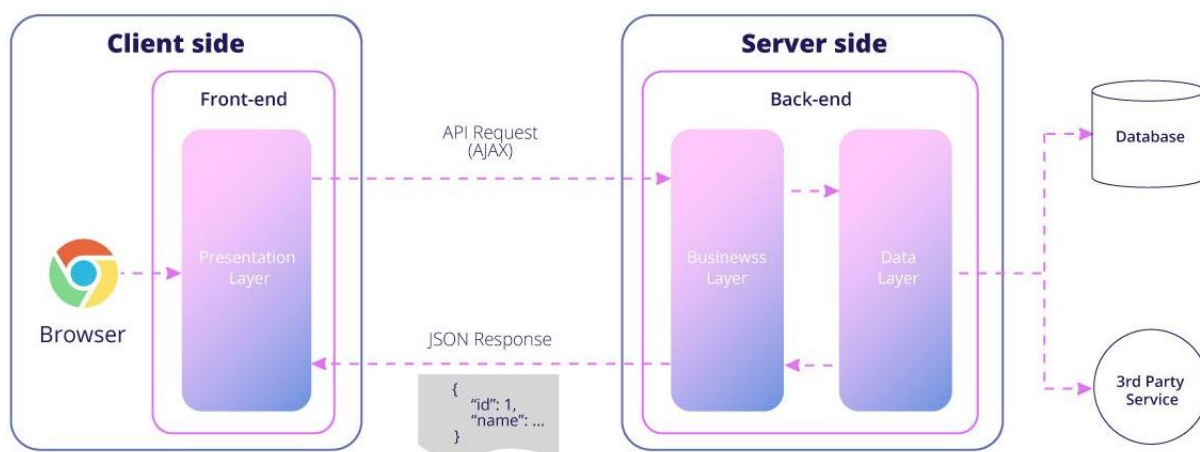 Client side
Server side
Front-end
Back-end
API Request
(AJAX)
Database
Presentation
Layer
Businewss
Layer
Data
Layer
Browser
JSON Response
{
“id”: 1,
“name”: ...
}
3rd Party
Service